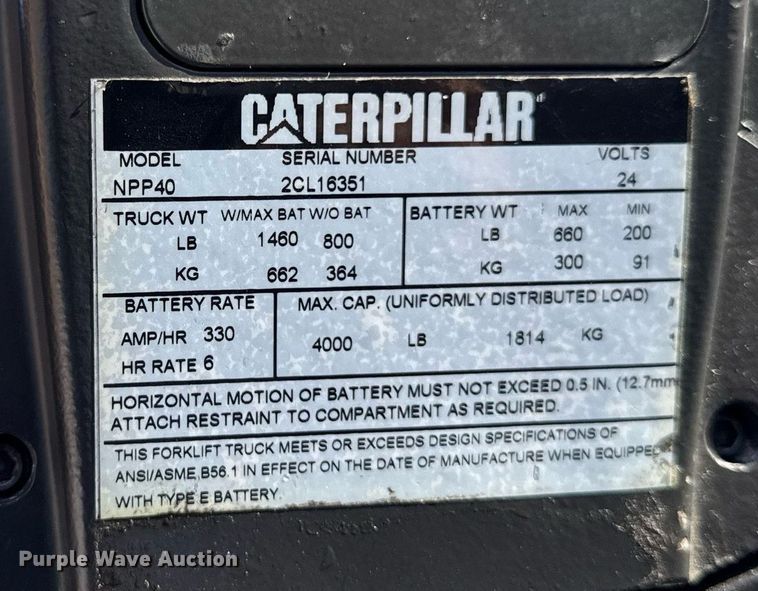 CATERPILLAR
MODEL SERIAL NUMBER VOLTS
NPP40 2CL16351 24
TRUCK WT W/MAX BAT W/O BAT BATTERY WT MAX MIN
LB 1460 800 LB 660 200
KG 662 364 KG 300 91
BATTERY RATE MAX. CAP. (UNIFORMLY DISTRIBUTED LOAD)
AMP/HR 330 4000 LB 1814 KG
HR RATE 6
HORIZONTAL MOTION OF BATTERY MUST NOT EXCEED 0.5 IN. (12.7mm
ATTACH RESTRAINT TO COMPARTMENT AS REQUIRED.
THIS FORKLIFT TRUCK MEETS OR EXCEEDS DESIGN SPECIFICATIONS OF
ANSI/ASME B56.1 IN EFFECT ON THE DATE OF MANUFACTURE WHEN EQUIPPED
WITH TYPE E BATTERY.
Purple Wave Auction